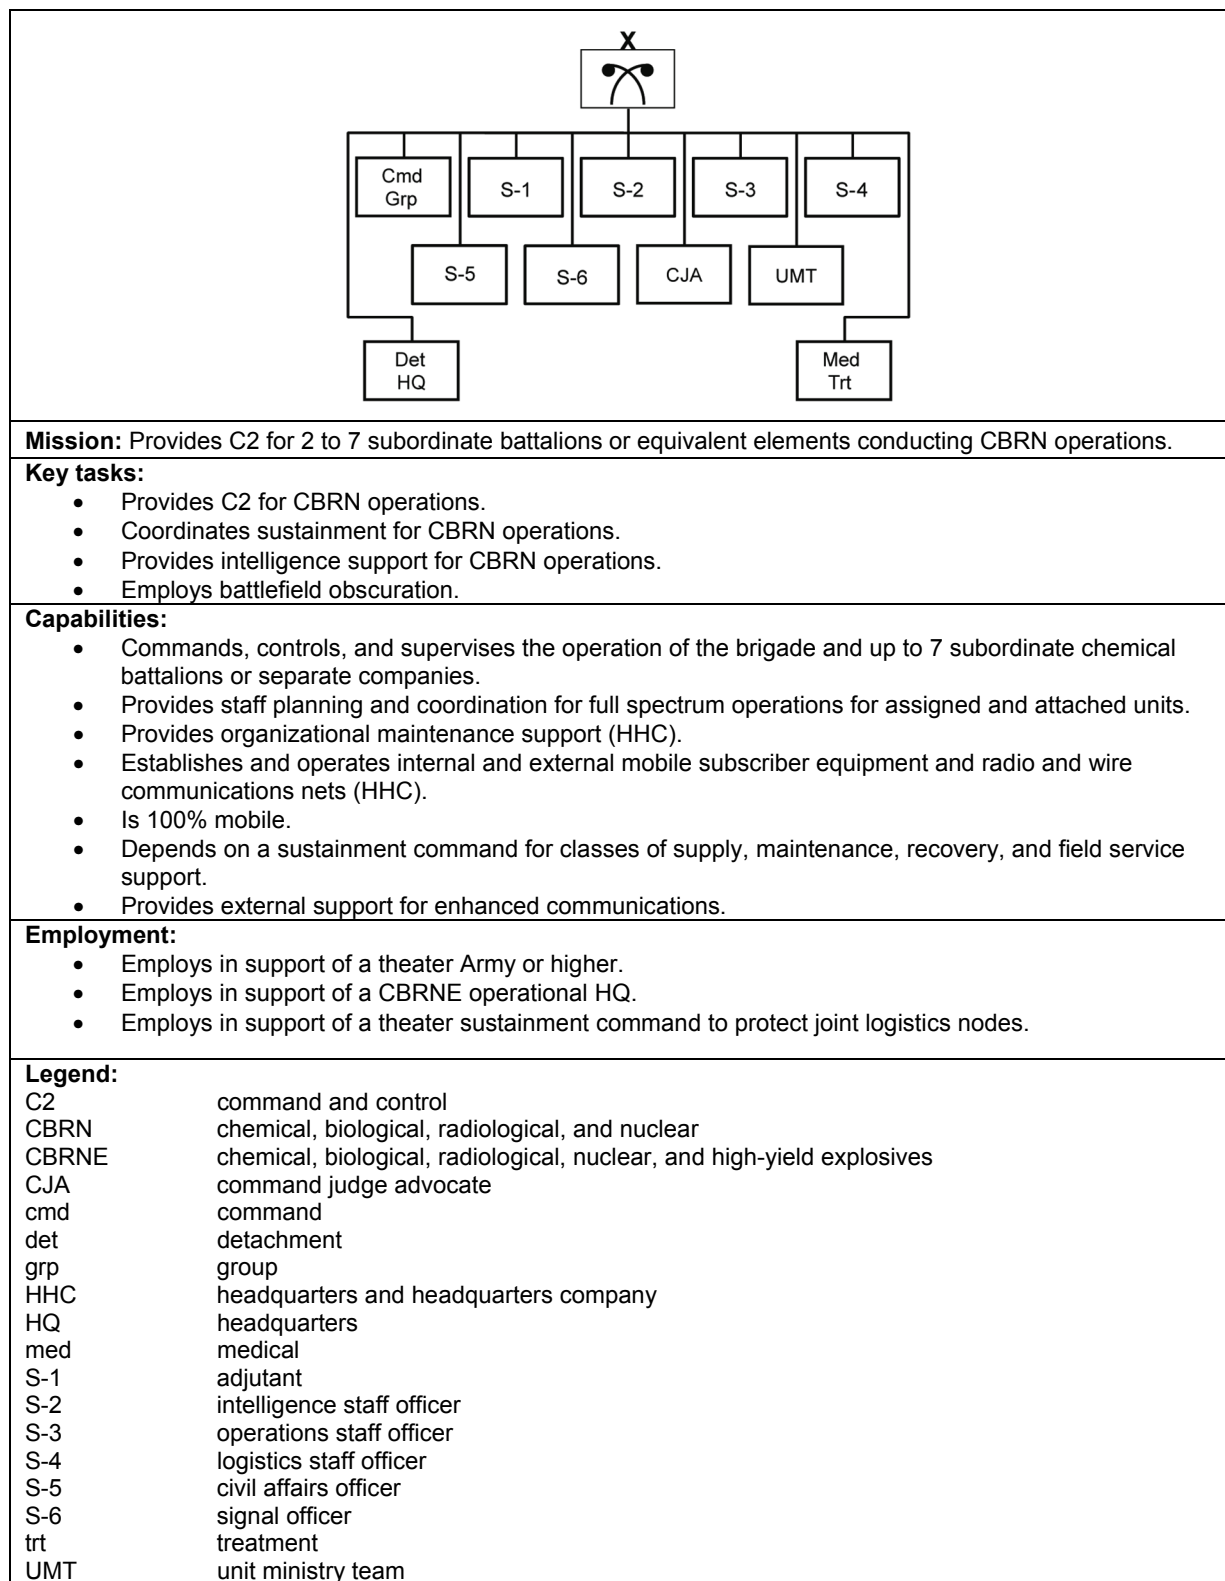 X
Cmd
Grp
S-1
S-2
S-3
S-4
S-5
S-6
CJA
UMT
Det
HQ
Med
Trt
Mission: Provides C2 for 2 to 7 subordinate battalions or equivalent elements conducting CBRN operations.
Key tasks:
• Provides C2 for CBRN operations.
• Coordinates sustainment for CBRN operations.
• Provides intelligence support for CBRN operations.
• Employs battlefield obscuration.
Capabilities:
• Commands, controls, and supervises the operation of the brigade and up to 7 subordinate chemical
battalions or separate companies.
• Provides staff planning and coordination for full spectrum operations for assigned and attached units.
• Provides organizational maintenance support (HHC).
• Establishes and operates internal and external mobile subscriber equipment and radio and wire
communications nets (HHC).
• Is 100% mobile.
• Depends on a sustainment command for classes of supply, maintenance, recovery, and field service
support.
• Provides external support for enhanced communications.
Employment:
• Employs in support of a theater Army or higher.
• Employs in support of a CBRNE operational HQ.
• Employs in support of a theater sustainment command to protect joint logistics nodes.
Legend:
C2 command and control
CBRN chemical, biological, radiological, and nuclear
CBRNE chemical, biological, radiological, nuclear, and high-yield explosives
CJA command judge advocate
cmd command
det detachment
grp group
HHC headquarters and headquarters company
HQ headquarters
med medical
S-1 adjutant
S-2 intelligence staff officer
S-3 operations staff officer
S-4 logistics staff officer
S-5 civil affairs officer
S-6 signal officer
trt treatment
UMT unit ministry team